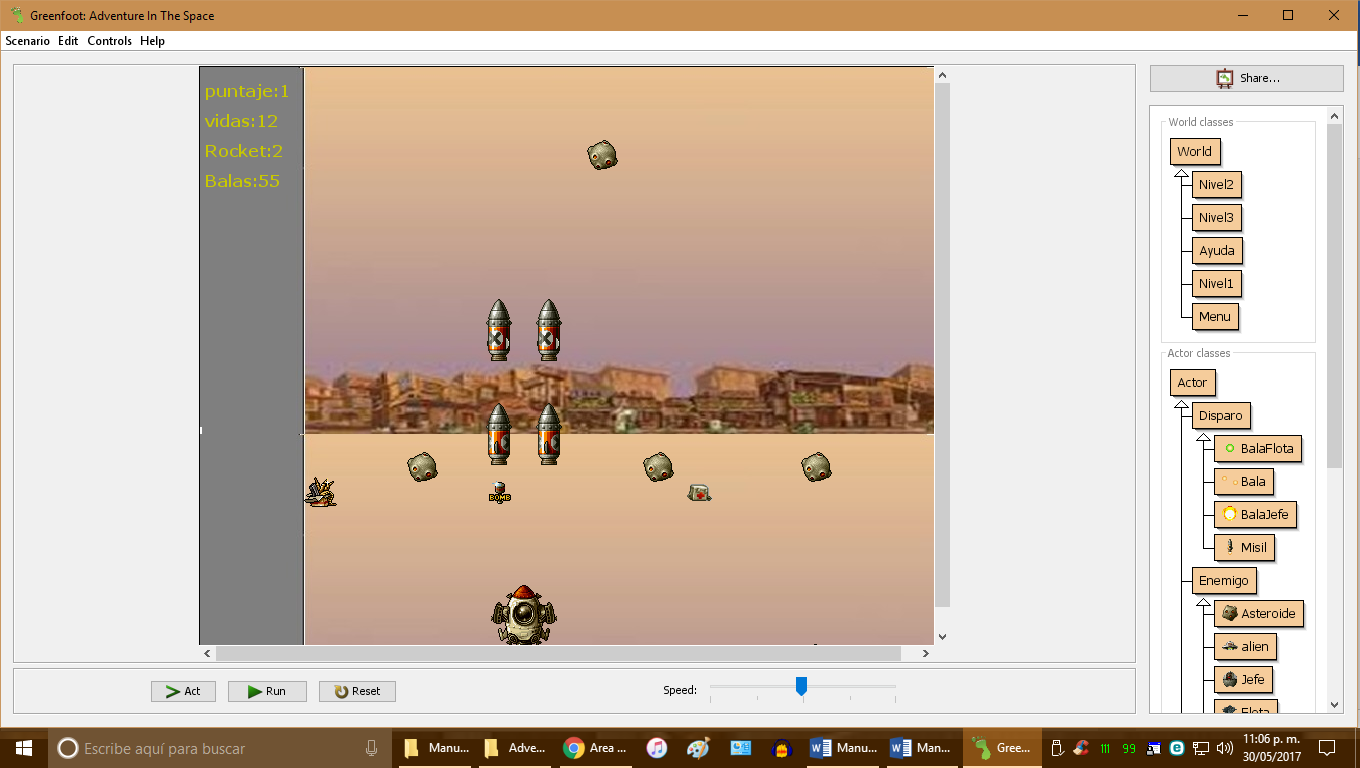 Greenfoot: Adventure In The Space
Scenario Edit Controls Help
puntaje:1
vidas:12
Rocket:2
Balas:55
BOMB
Share...
World classes
World
Nivel2
Nivel3
Ayuda
Nivel1
Menu
Actor classes
Actor
Disparo
BalaFlota
Bala
BalaJefe
Misil
Enemigo
Asteroide
alien
Jefe
Flota
Act Run Reset Speed:
Escribe aquí para buscar Manu... Adve... Area ... Manu... Man... Gree... 99 11:06 p. m.
30/05/2017